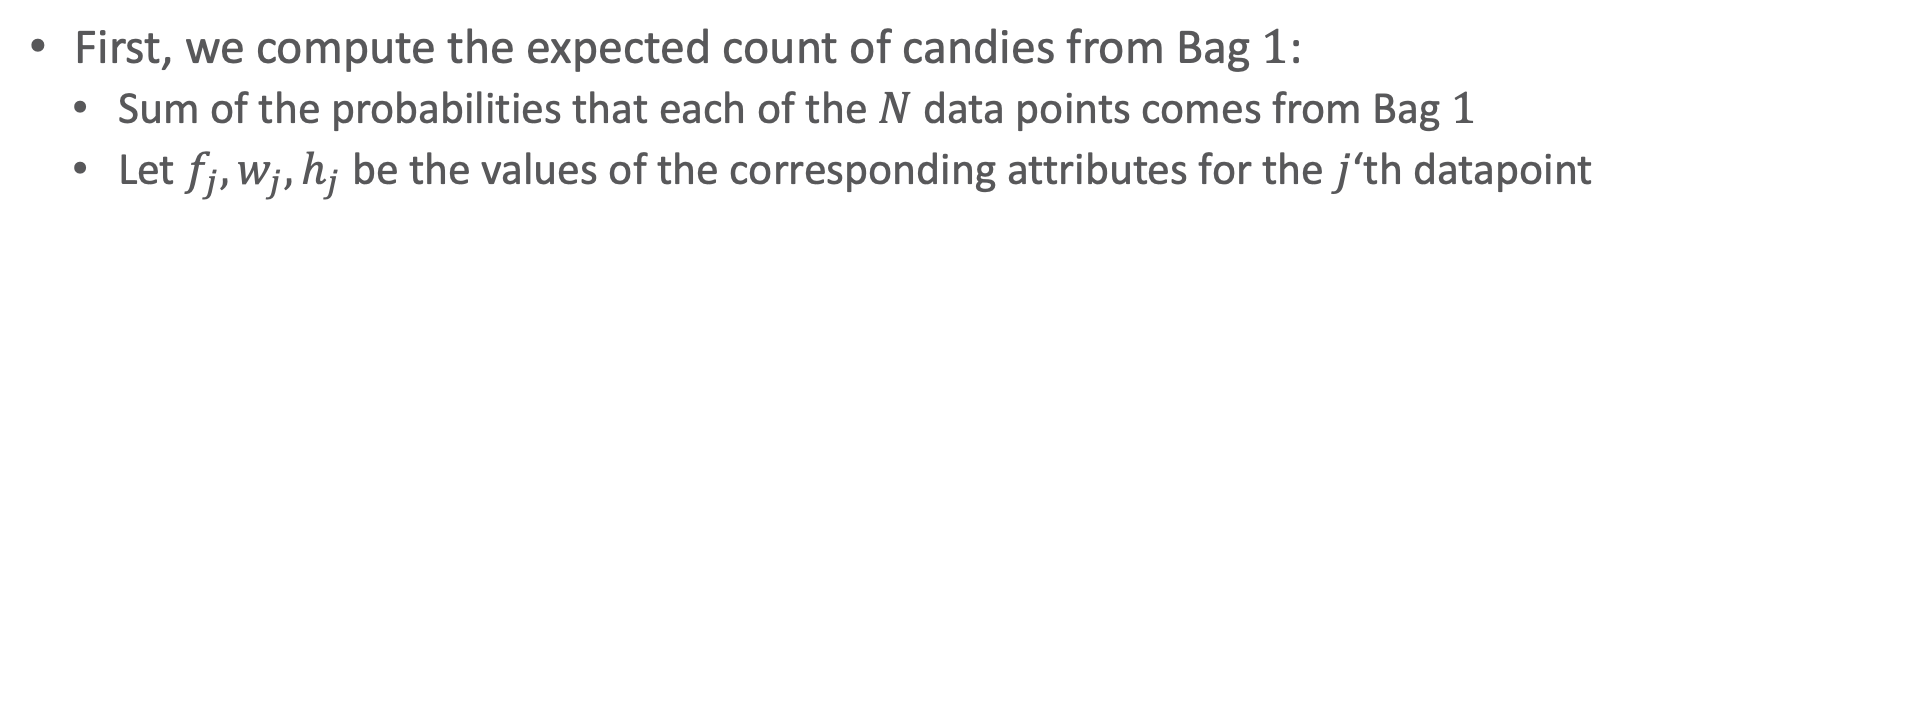 • First, we compute the expected count of candies from Bag 1:
• Sum of the probabilities that each of the N data points comes from Bag 1
• Let fⱼ, wⱼ, hⱼ be the values of the corresponding attributes for the j‘th datapoint